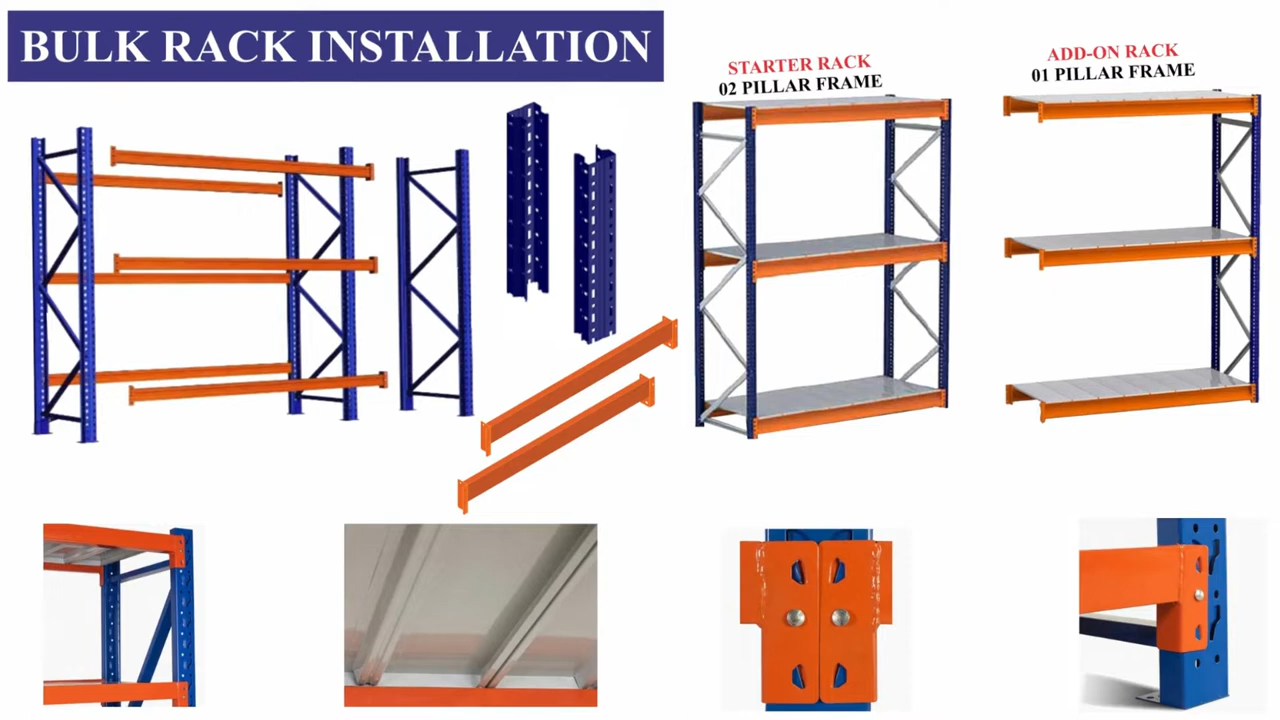 BULK RACK INSTALLATION
STARTER RACK
02 PILLAR FRAME
ADD-ON RACK
01 PILLAR FRAME